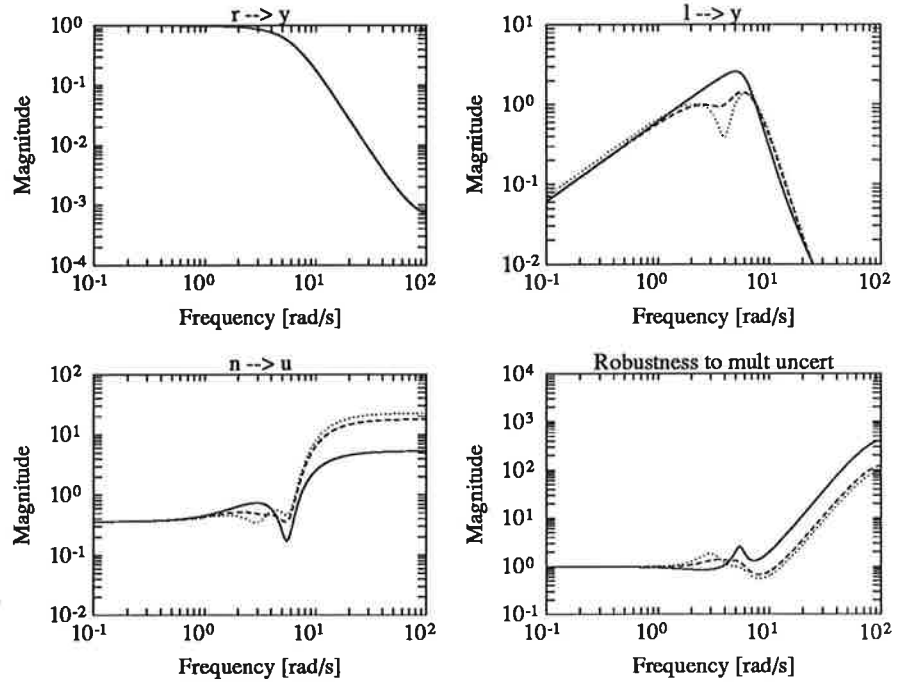 r --> y
10⁰
10⁻¹
10⁻²
10⁻³
10⁻⁴
Magnitude
10⁻¹ 10⁰ 10¹ 10²
Frequency [rad/s]
l --> y
10¹
10⁰
10⁻¹
10⁻²
Magnitude
10⁻¹ 10⁰ 10¹ 10²
Frequency [rad/s]
n --> u
10²
10¹
10⁰
10⁻¹
10⁻²
Magnitude
10⁻¹ 10⁰ 10¹ 10²
Frequency [rad/s]
Robustness to mult uncert
10⁴
10³
10²
10¹
10⁰
10⁻¹
Magnitude
10⁻¹ 10⁰ 10¹ 10²
Frequency [rad/s]